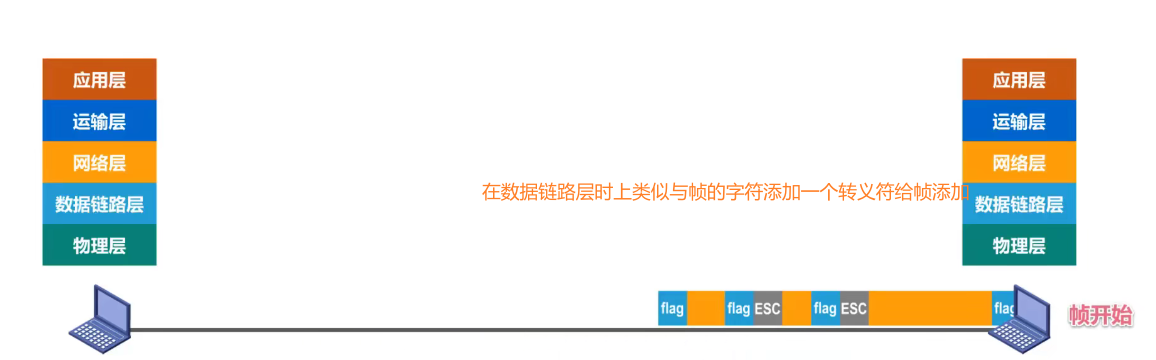 应用层
运输层
网络层
数据链路层
物理层
在数据链路层时上类似与帧的字符添加一个转义符给帧添加
应用层
运输层
网络层
数据链路层
物理层
flag flag ESC flag ESC flag
帧开始